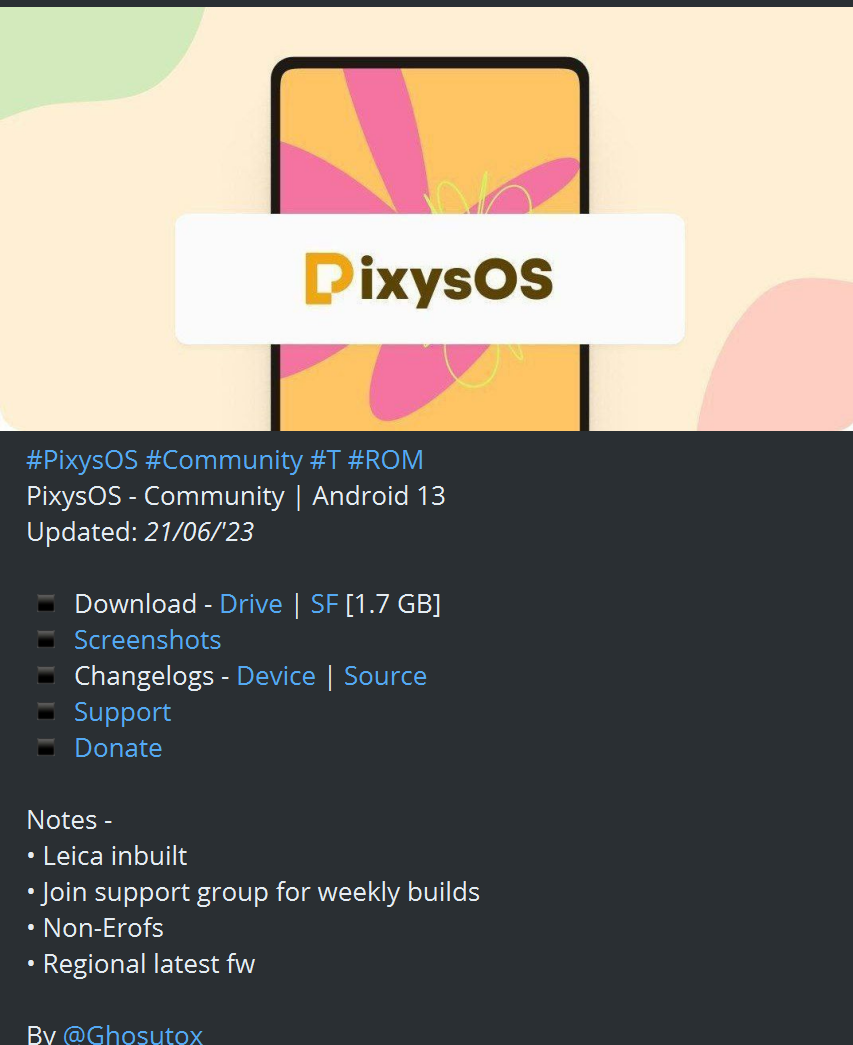 PixysOS
#PixysOS #Community #T #ROM
PixysOS - Community | Android 13
Updated: 21/06/'23
Download - Drive | SF [1.7 GB]
Screenshots
Changelogs - Device | Source
Support
Donate
Notes -
• Leica inbuilt
• Join support group for weekly builds
• Non-Erofs
• Regional latest fw
By @Ghosutox